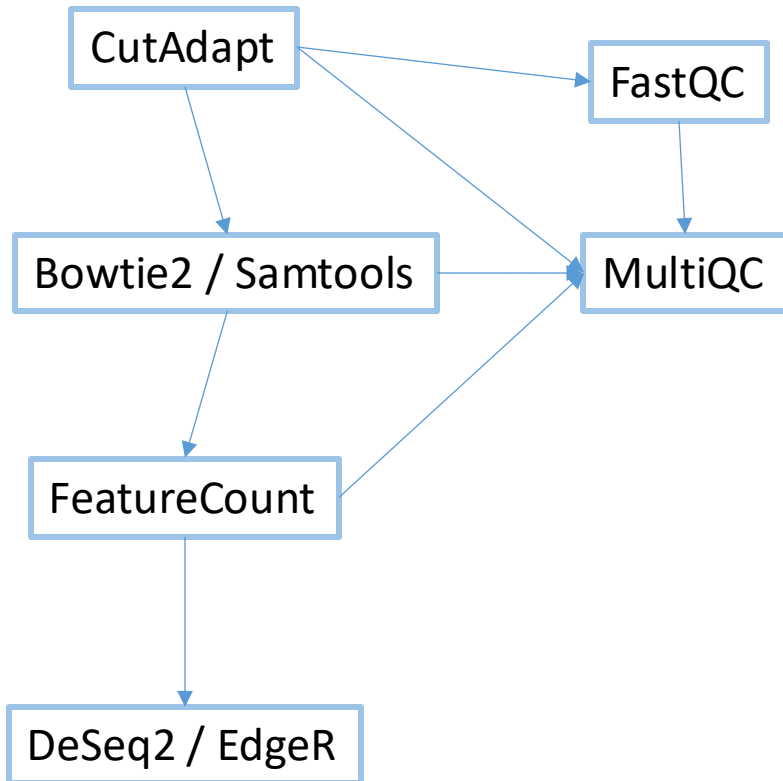 CutAdapt
FastQC
Bowtie2 / Samtools
MultiQC
FeatureCount
DeSeq2 / EdgeR